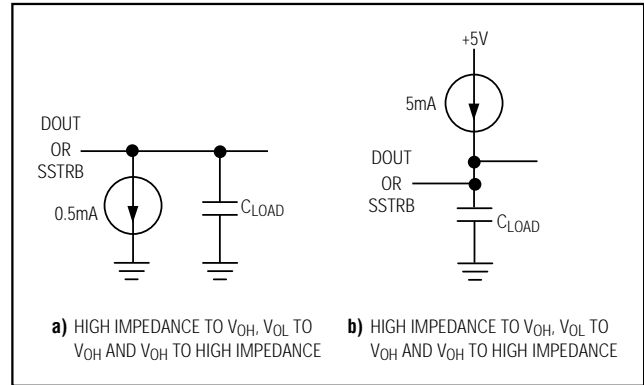 DOUT
OR
SSTRB
0.5mA
CLOAD
a) HIGH IMPEDANCE TO VOH, VOL TO
VOH AND VOH TO HIGH IMPEDANCE
+5V
5mA
DOUT
OR
SSTRB
CLOAD
b) HIGH IMPEDANCE TO VOH, VOL TO
VOH AND VOH TO HIGH IMPEDANCE